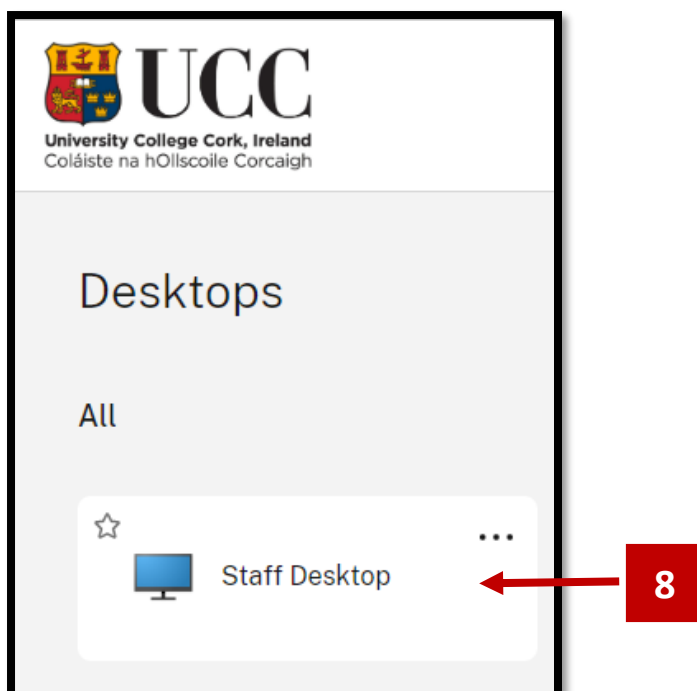 UCC
University College Cork, Ireland
Coláiste na hOllscoile Corcaigh
Desktops
All
Staff Desktop
8